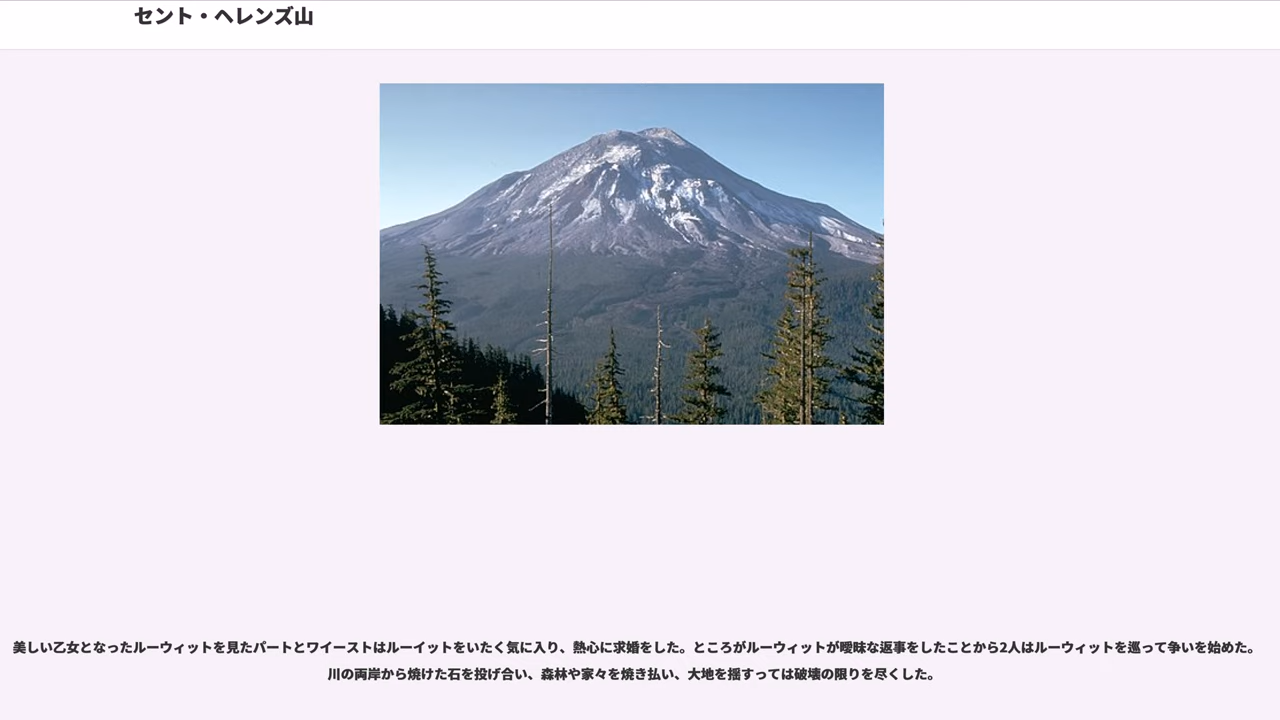 セント・ヘレンズ山
美しい乙女となったルーウィットを見たパートとワイーストはルーイットをいたく気に入り、熱心に求婚をした。ところがルーウィットが曖昧な返事をしたことから2人はルーウィットを巡って争いを始めた。
川の両岸から焼けた石を投げ合い、森林や家々を焼き払い、大地を揺すっては破壊の限りを尽くした。